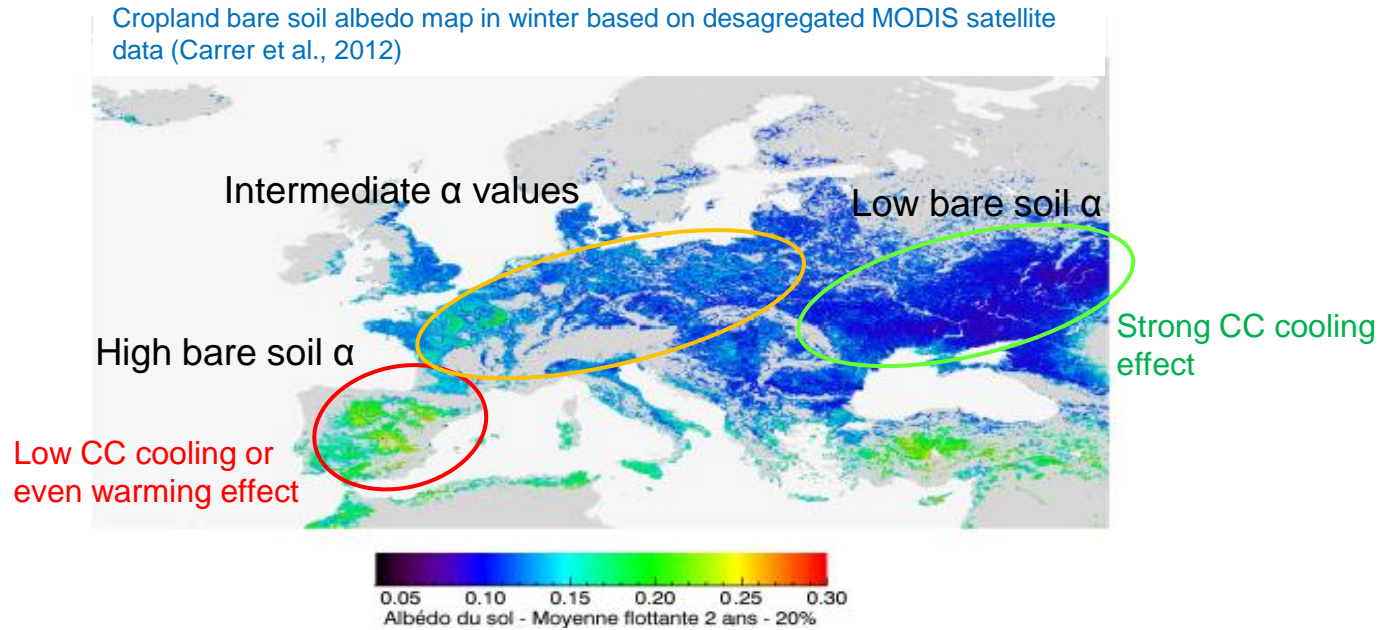 Cropland bare soil albedo map in winter based on desagregated MODIS satellite
data (Carrer et al., 2012)
Intermediate α values
Low bare soil α
High bare soil α
Strong CC cooling
effect
Low CC cooling or
even warming effect
0.05 0.10 0.15 0.20 0.25 0.30
Albédo du sol - Moyenne flottante 2 ans - 20%